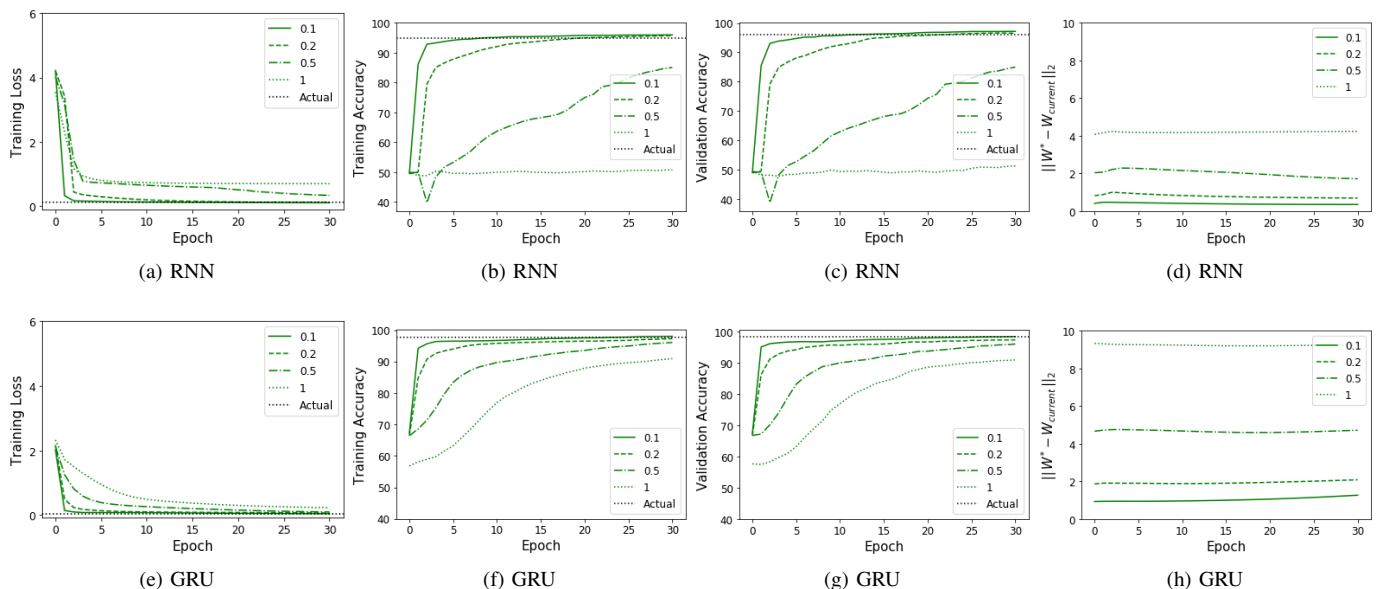 6
4
2
0
Training Loss
0.1
0.2
0.5
1
Actual
0 5 10 15 20 25 30
Epoch
(a) RNN
100
90
80
70
60
50
40
Training Accuracy
0.1
0.2
0.5
1
Actual
0 5 10 15 20 25 30
Epoch
(b) RNN
100
90
80
70
60
50
40
Validation Accuracy
0.1
0.2
0.5
1
Actual
0 5 10 15 20 25 30
Epoch
(c) RNN
10
8
6
4
2
0
||W* − W_current||₂
0.1
0.2
0.5
1
0 5 10 15 20 25 30
Epoch
(d) RNN
6
4
2
0
Training Loss
0.1
0.2
0.5
1
Actual
0 5 10 15 20 25 30
Epoch
(e) GRU
100
90
80
70
60
50
40
Training Accuracy
0.1
0.2
0.5
1
Actual
0 5 10 15 20 25 30
Epoch
(f) GRU
100
90
80
70
60
50
40
Validation Accuracy
0.1
0.2
0.5
1
Actual
0 5 10 15 20 25 30
Epoch
(g) GRU
10
8
6
4
2
0
||W* − W_current||₂
0.1
0.2
0.5
1
0 5 10 15 20 25 30
Epoch
(h) GRU